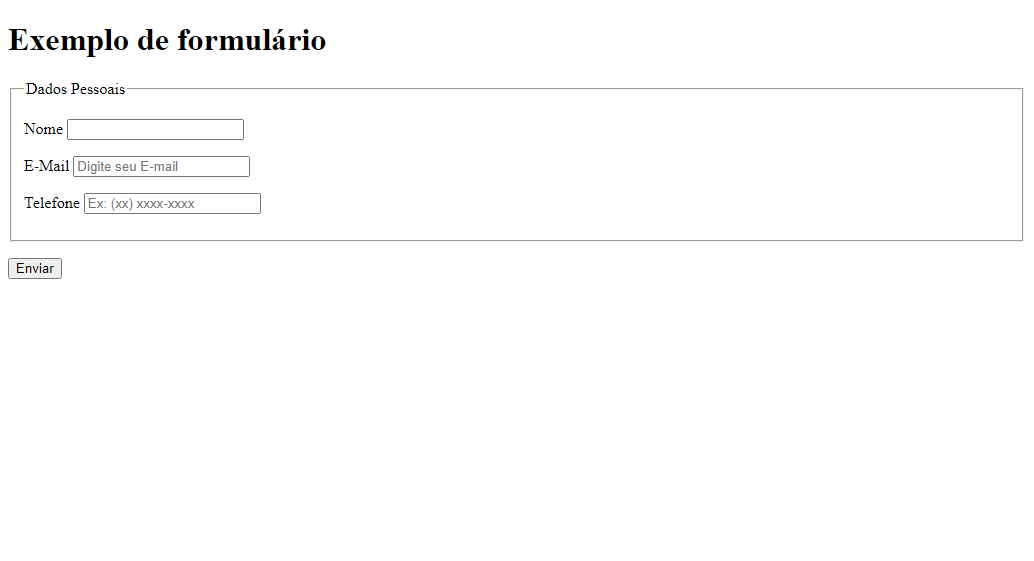 Exemplo de formulário
Dados Pessoais
Nome
E-Mail Digite seu E-mail
Telefone Ex: (xx) xxxx-xxxx
Enviar